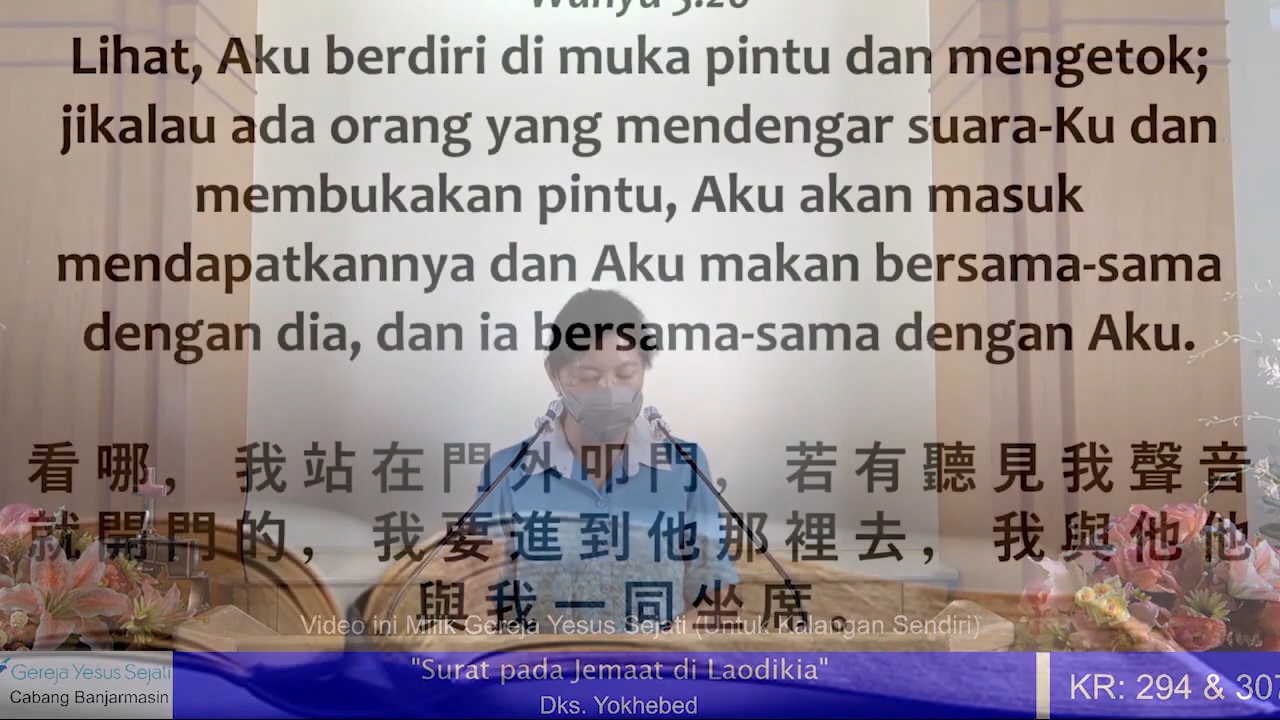 Wahyu 3:20
Lihat, Aku berdiri di muka pintu dan mengetok;
jikalau ada orang yang mendengar suara-Ku dan
membukakan pintu, Aku akan masuk
mendapatkannya dan Aku makan bersama-sama
dengan dia, dan ia bersama-sama dengan Aku.
看哪，我站在門外叩門，若有聽見我聲音
就開門的，我要進到他那裡去，我與他他
與我一同坐席。
Video ini Milik Gereja Yesus Sejati (Untuk Kalangan Sendiri)
Gereja Yesus Sejati
Cabang Banjarmasin
"Surat pada Jemaat di Laodikia"
Dks. Yokhebed
KR: 294 & 307